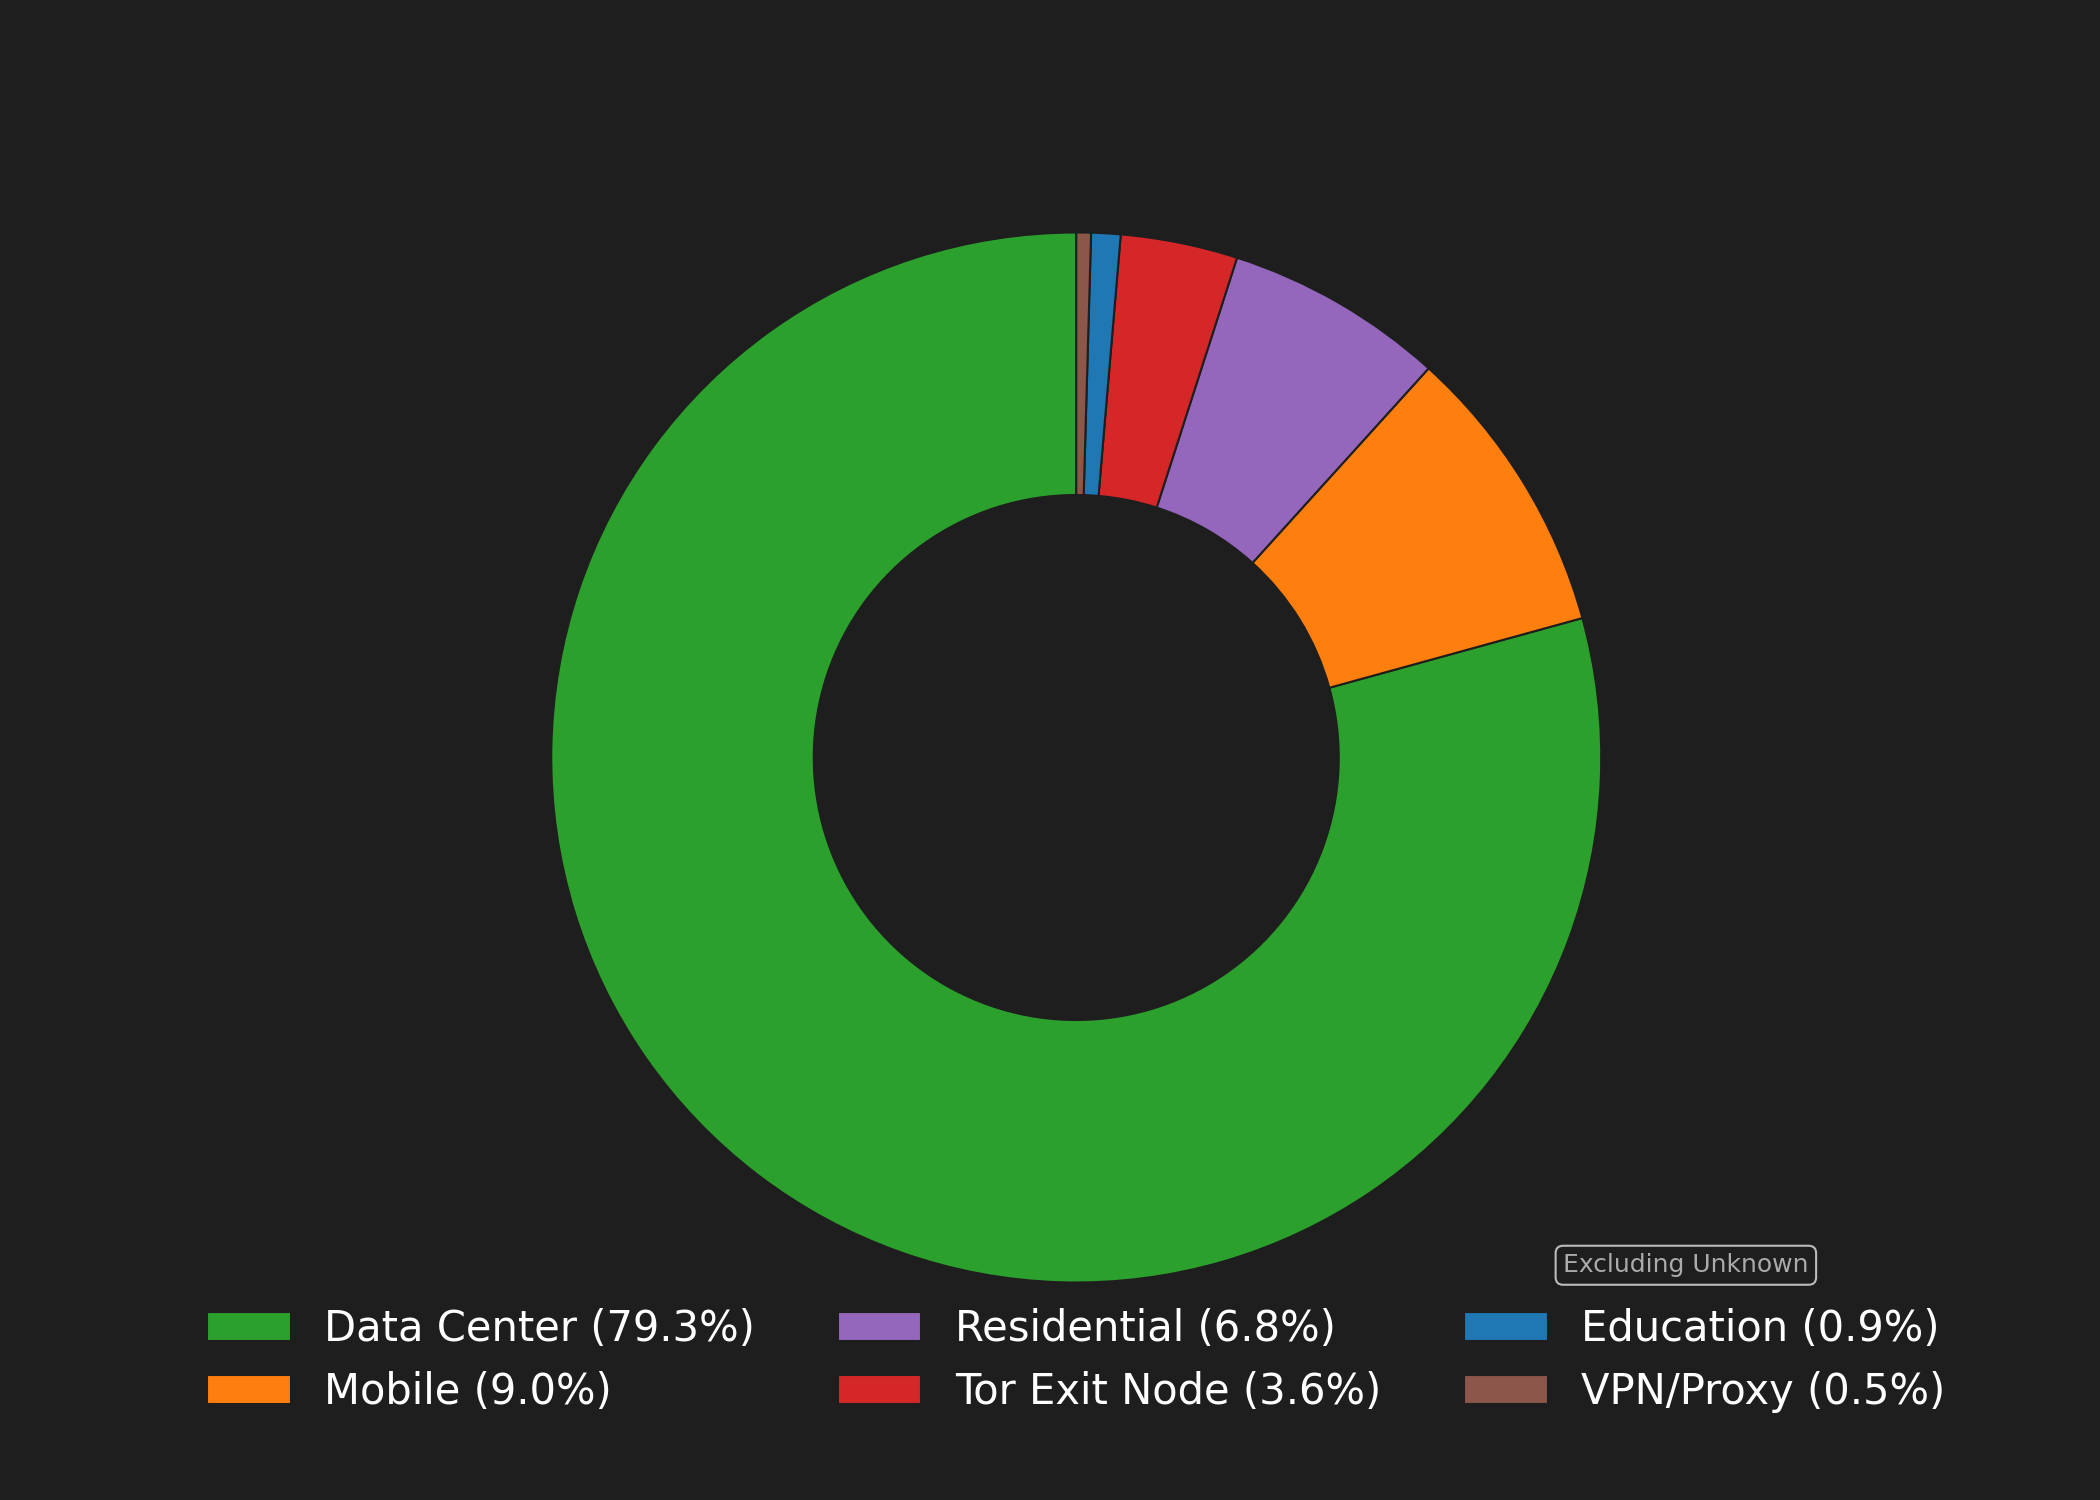 Excluding Unknown
Data Center (79.3%)
Residential (6.8%)
Education (0.9%)
Mobile (9.0%)
Tor Exit Node (3.6%)
VPN/Proxy (0.5%)